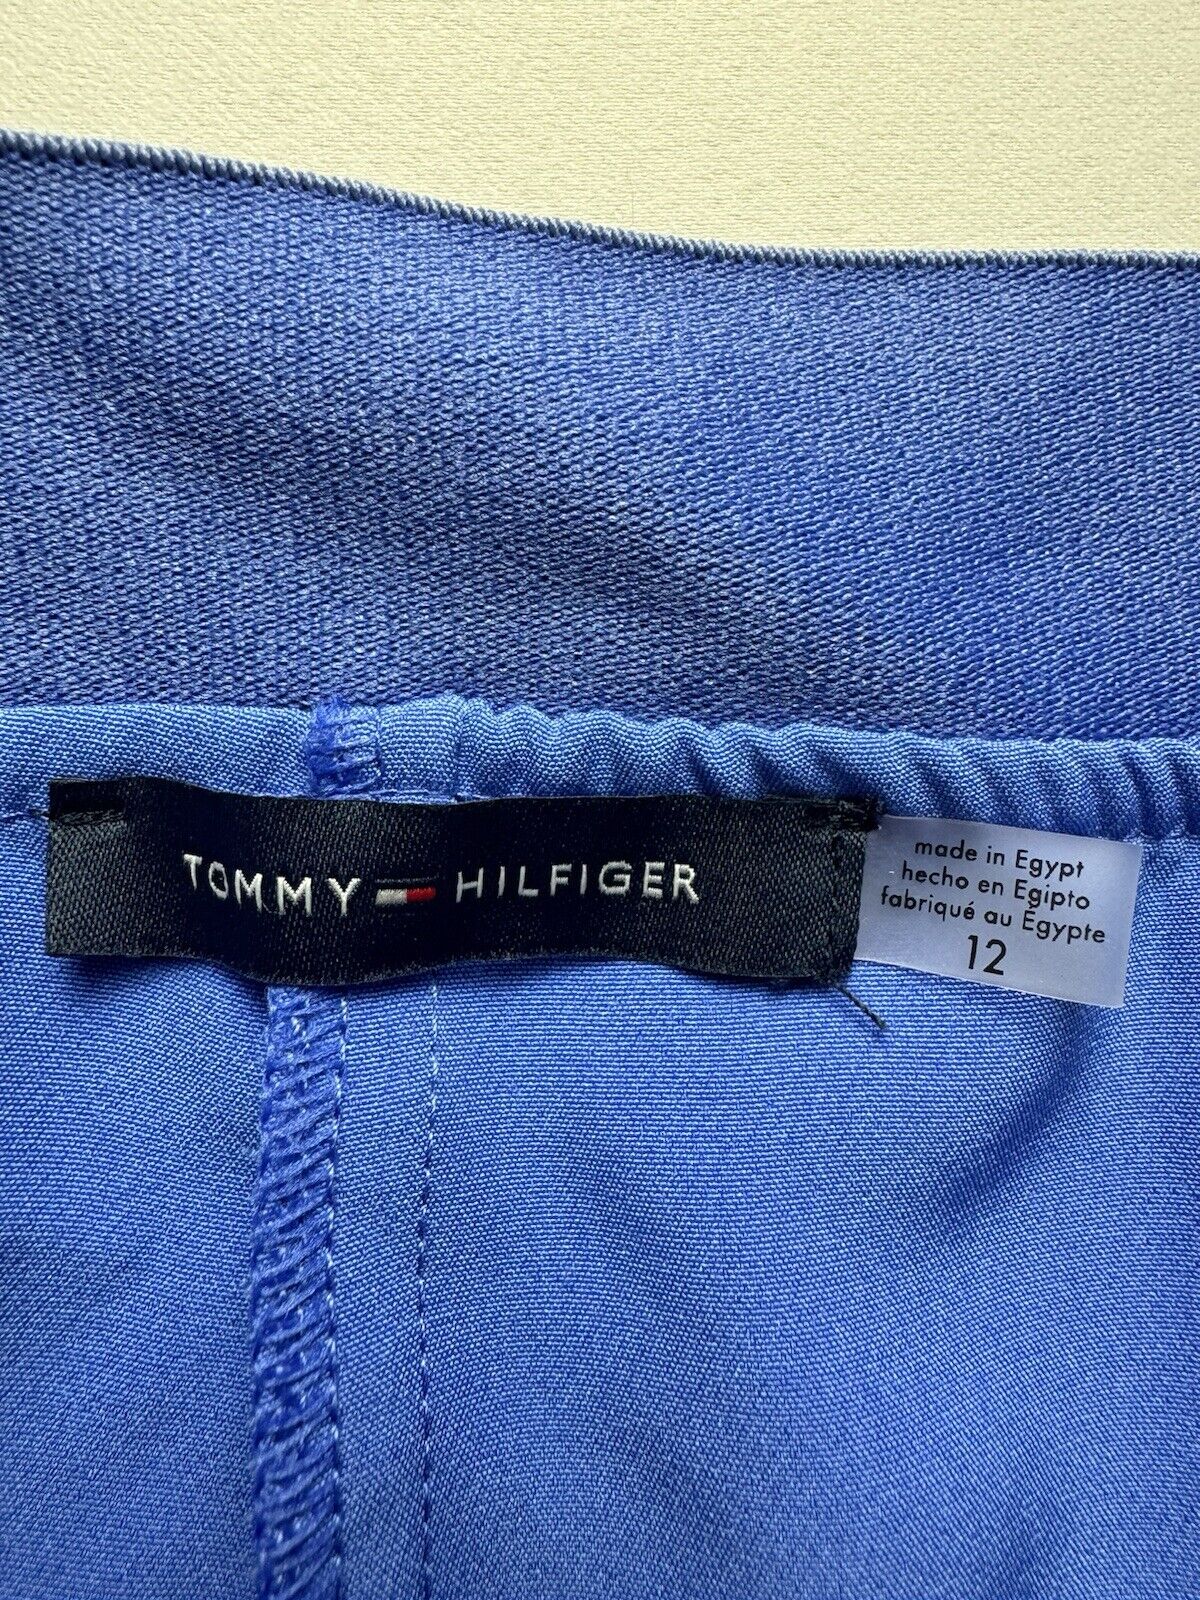 TOMMY HILFIGER
made in Egypt
hecho en Egipto
fabriqué au Égypte
12